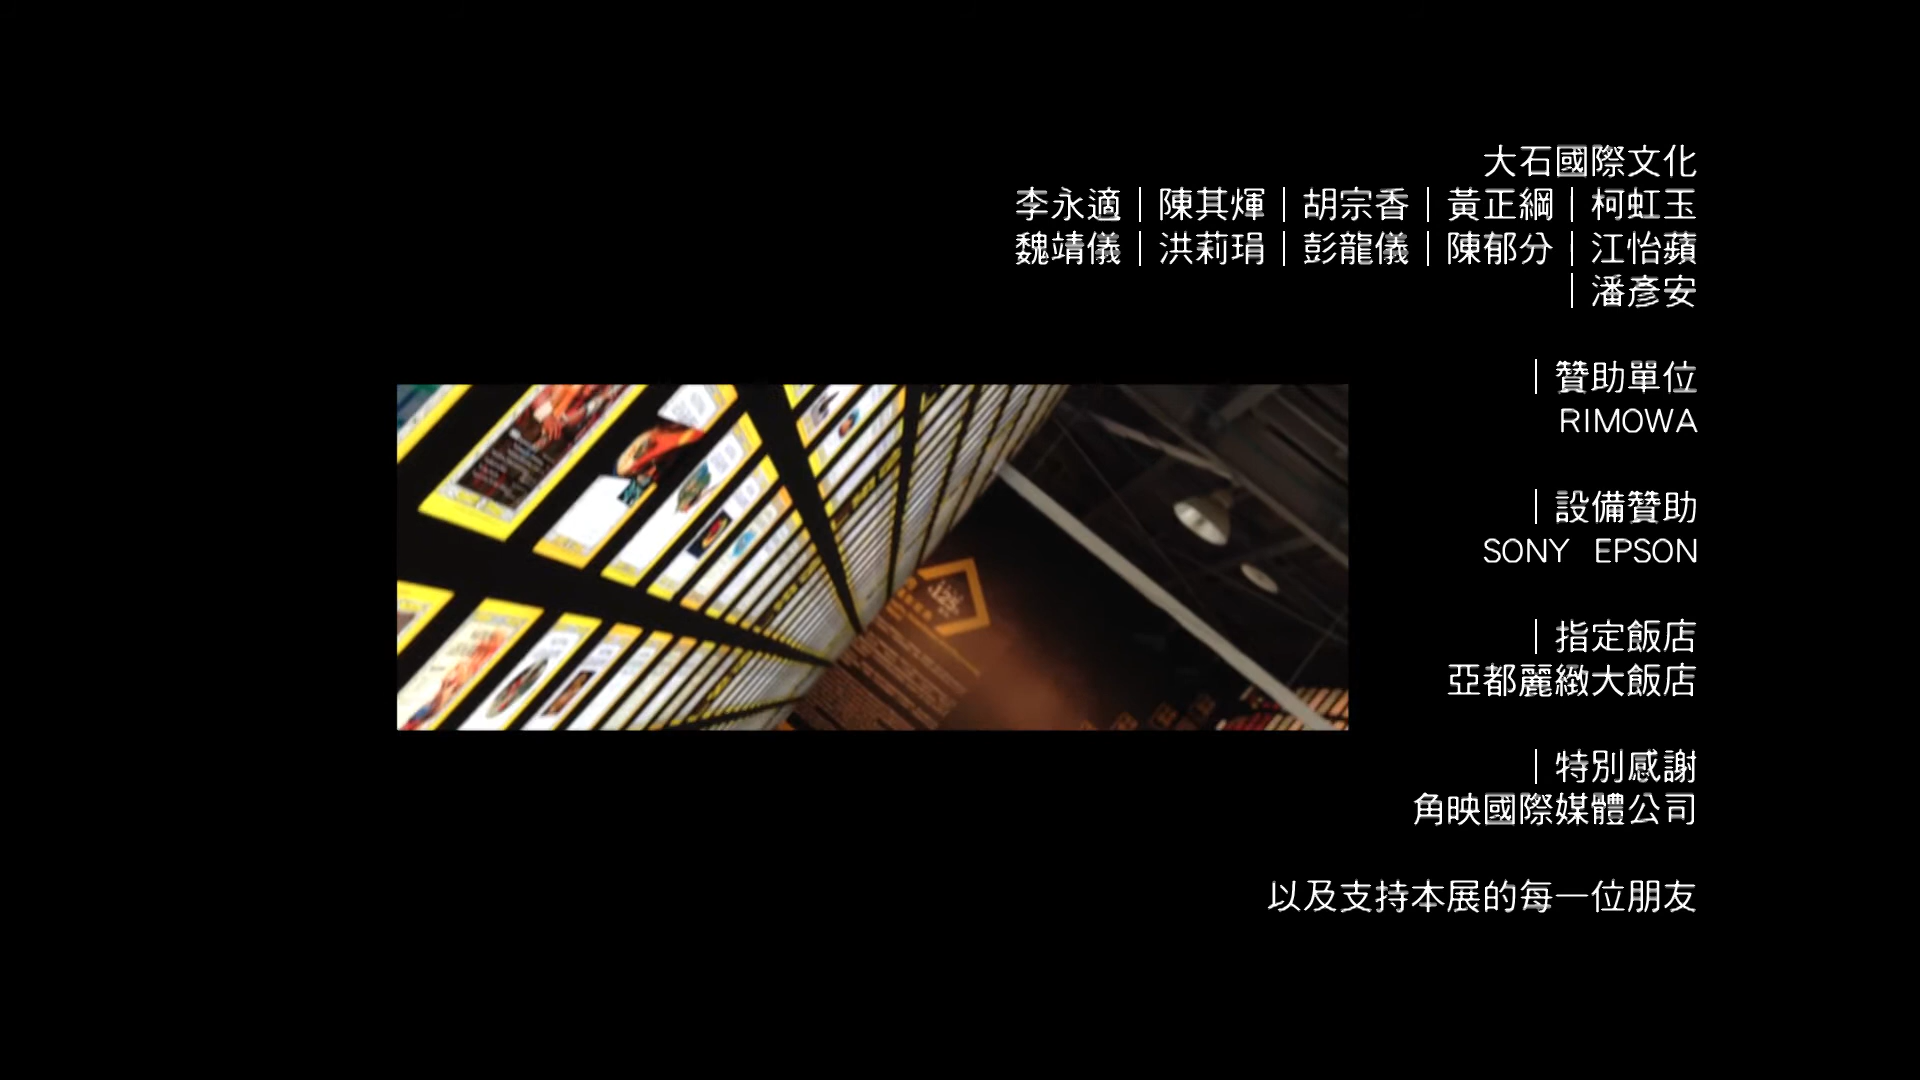 大石國際文化
李永適｜陳其煇｜胡宗香｜黃正綱｜柯虹玉
魏靖儀｜洪莉琄｜彭龍儀｜陳郁分｜江怡蘋
｜潘彥安
｜贊助單位
RIMOWA
｜設備贊助
SONY EPSON
｜指定飯店
亞都麗緻大飯店
｜特別感謝
角映國際媒體公司
以及支持本展的每一位朋友